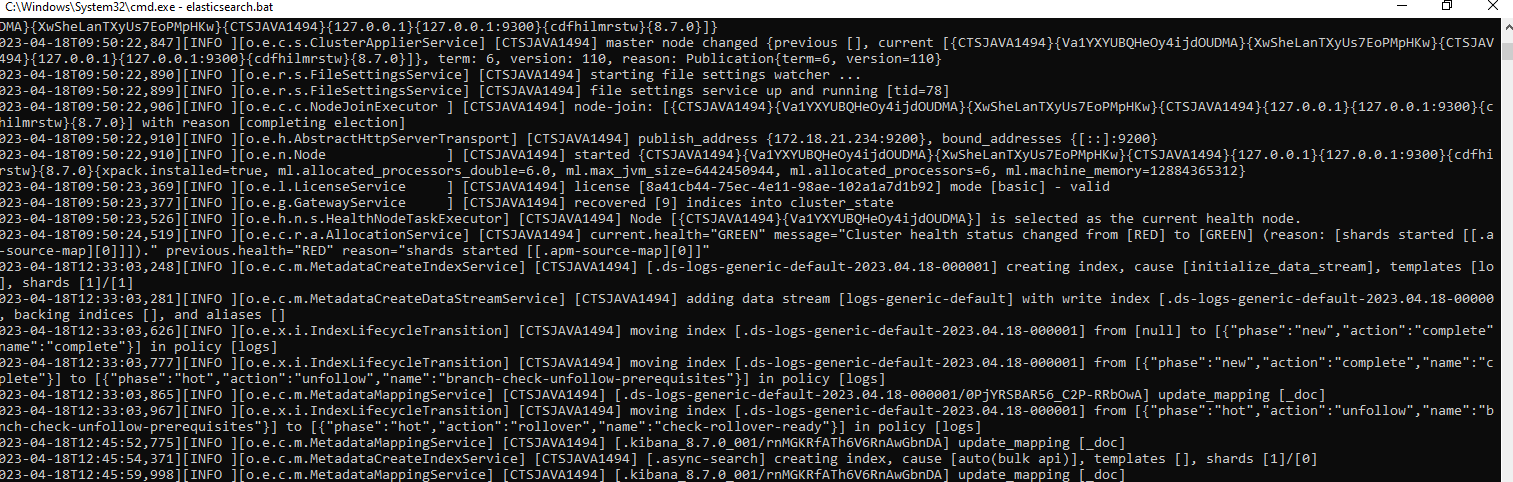 C:\Windows\System32\cmd.exe - elasticsearch.bat
DMA}{XwSheLanTXyUs7EoPMpHKw}{CTSJAVA1494}{127.0.0.1}{127.0.0.1:9300}{cdfhilmrstw}{8.7.0}]}
023-04-18T09:50:22,847][INFO ][o.e.c.s.ClusterApplierService] [CTSJAVA1494] master node changed {previous [], current [{CTSJAVA1494}{Va1YXYUBQHeOy4ijdOUDMA}{XwSheLanTXyUs7EoPMpHKw}{CTSJAV
494}{127.0.0.1}{127.0.0.1:9300}{cdfhilmrstw}{8.7.0}]}, term: 6, version: 110, reason: Publication{term=6, version=110}
023-04-18T09:50:22,890][INFO ][o.e.r.s.FileSettingsService] [CTSJAVA1494] starting file settings watcher ...
023-04-18T09:50:22,899][INFO ][o.e.r.s.FileSettingsService] [CTSJAVA1494] file settings service up and running [tid=78]
023-04-18T09:50:22,906][INFO ][o.e.c.c.NodeJoinExecutor ] [CTSJAVA1494] node-join: [{CTSJAVA1494}{Va1YXYUBQHeOy4ijdOUDMA}{XwSheLanTXyUs7EoPMpHKw}{CTSJAVA1494}{127.0.0.1}{127.0.0.1:9300}{c
hilmrstw}{8.7.0}] with reason [completing election]
023-04-18T09:50:22,910][INFO ][o.e.h.AbstractHttpServerTransport] [CTSJAVA1494] publish_address {172.18.21.234:9200}, bound_addresses {[::]:9200}
023-04-18T09:50:22,910][INFO ][o.e.n.Node ] [CTSJAVA1494] started {CTSJAVA1494}{Va1YXYUBQHeOy4ijdOUDMA}{XwSheLanTXyUs7EoPMpHKw}{CTSJAVA1494}{127.0.0.1}{127.0.0.1:9300}{cdfhi
rstw}{8.7.0}{xpack.installed=true, ml.allocated_processors_double=6.0, ml.max_jvm_size=6442450944, ml.allocated_processors=6, ml.machine_memory=12884365312}
023-04-18T09:50:23,369][INFO ][o.e.l.LicenseService ] [CTSJAVA1494] license [8a41cb44-75ec-4e11-98ae-102a1a7d1b92] mode [basic] - valid
023-04-18T09:50:23,377][INFO ][o.e.g.GatewayService ] [CTSJAVA1494] recovered [9] indices into cluster_state
023-04-18T09:50:23,526][INFO ][o.e.h.n.s.HealthNodeTaskExecutor] [CTSJAVA1494] Node [{CTSJAVA1494}{Va1YXYUBQHeOy4ijdOUDMA}] is selected as the current health node.
023-04-18T09:50:24,519][INFO ][o.e.c.r.a.AllocationService] [CTSJAVA1494] current.health="GREEN" message="Cluster health status changed from [RED] to [GREEN] (reason: [shards started [[.a
-source-map][0]]])." previous.health="RED" reason="shards started [[.apm-source-map][0]]"
023-04-18T12:33:03,248][INFO ][o.e.c.m.MetadataCreateIndexService] [CTSJAVA1494] [.ds-logs-generic-default-2023.04.18-000001] creating index, cause [initialize_data_stream], templates [lo
], shards [1]/[1]
023-04-18T12:33:03,281][INFO ][o.e.c.m.MetadataCreateDataStreamService] [CTSJAVA1494] adding data stream [logs-generic-default] with write index [.ds-logs-generic-default-2023.04.18-00000
, backing indices [], and aliases []
023-04-18T12:33:03,626][INFO ][o.e.x.i.IndexLifecycleTransition] [CTSJAVA1494] moving index [.ds-logs-generic-default-2023.04.18-000001] from [null] to [{"phase":"new","action":"complete"
name":"complete"}] in policy [logs]
023-04-18T12:33:03,777][INFO ][o.e.x.i.IndexLifecycleTransition] [CTSJAVA1494] moving index [.ds-logs-generic-default-2023.04.18-000001] from [{"phase":"new","action":"complete","name":"c
plete"}] to [{"phase":"hot","action":"unfollow","name":"branch-check-unfollow-prerequisites"}] in policy [logs]
023-04-18T12:33:03,865][INFO ][o.e.c.m.MetadataMappingService] [CTSJAVA1494] [.ds-logs-generic-default-2023.04.18-000001/0PjYRSBAR56_C2P-RRbOwA] update_mapping [_doc]
023-04-18T12:33:03,967][INFO ][o.e.x.i.IndexLifecycleTransition] [CTSJAVA1494] moving index [.ds-logs-generic-default-2023.04.18-000001] from [{"phase":"hot","action":"unfollow","name":"b
nch-check-unfollow-prerequisites"}] to [{"phase":"hot","action":"rollover","name":"check-rollover-ready"}] in policy [logs]
023-04-18T12:45:52,775][INFO ][o.e.c.m.MetadataMappingService] [CTSJAVA1494] [.kibana_8.7.0_001/rnMGKRfATh6V6RnAwGbnDA] update_mapping [_doc]
023-04-18T12:45:54,371][INFO ][o.e.c.m.MetadataCreateIndexService] [CTSJAVA1494] [.async-search] creating index, cause [auto(bulk api)], templates [], shards [1]/[0]
023-04-18T12:45:59,998][INFO ][o.e.c.m.MetadataMappingService] [CTSJAVA1494] [.kibana_8.7.0_001/rnMGKRfATh6V6RnAwGbnDA] update_mapping [_doc]